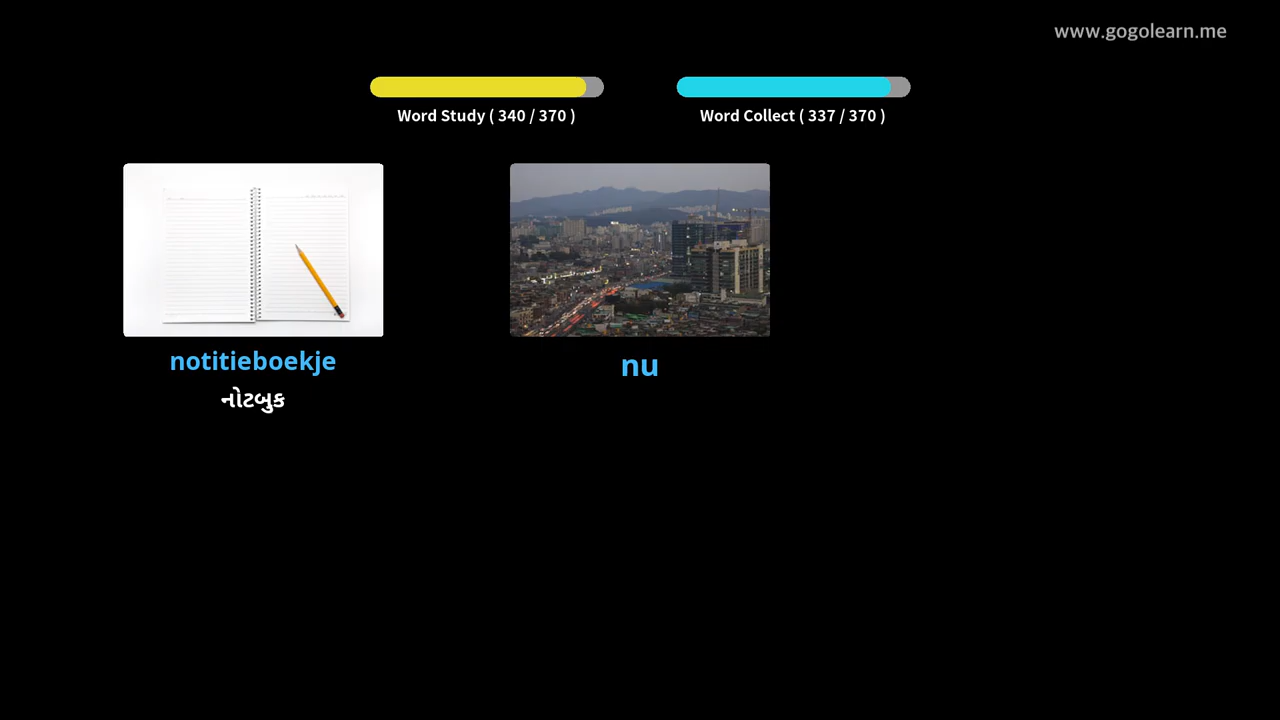 www.gogolearn.me
Word Study ( 340 / 370 )
Word Collect ( 337 / 370 )
notitieboekje
નોટબુક
nu